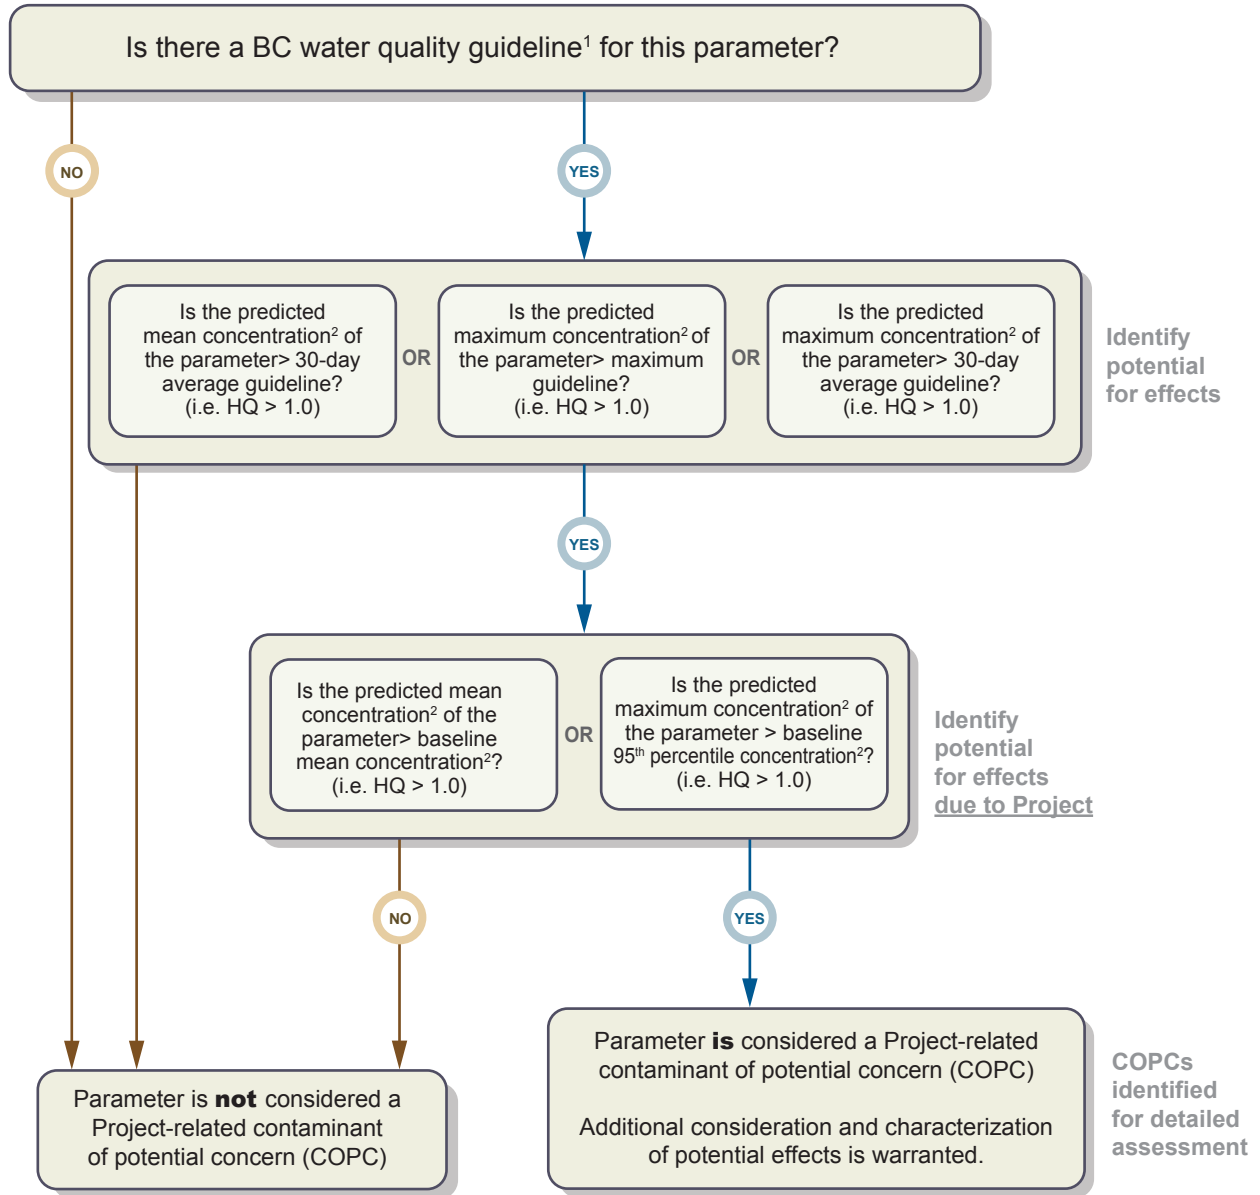 Is there a BC water quality guideline¹ for this parameter?
NO
YES
Is the predicted
mean concentration² of
the parameter> 30-day
average guideline?
(i.e. HQ > 1.0)
OR
Is the predicted
maximum concentration² of
the parameter> maximum
guideline?
(i.e. HQ > 1.0)
OR
Is the predicted
maximum concentration² of
the parameter> 30-day
average guideline?
(i.e. HQ > 1.0)
Identify
potential
for effects
YES
Is the predicted mean
concentration² of the
parameter> baseline
mean concentration²?
(i.e. HQ > 1.0)
OR
Is the predicted
maximum concentration² of
the parameter > baseline
95ᵗʰ percentile concentration²?
(i.e. HQ > 1.0)
Identify
potential
for effects
due to Project
NO
YES
Parameter is not considered a
Project-related contaminant
of potential concern (COPC)
Parameter is considered a Project-related
contaminant of potential concern (COPC)
Additional consideration and characterization
of potential effects is warranted.
COPCs
identified
for detailed
assessment